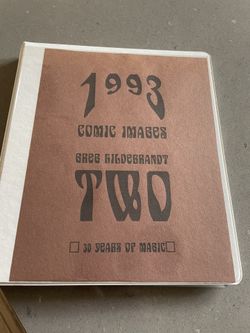 1993
COMIC IMAGES
GREG HILDEBRANDT
TWO
□ 30 YEARS OF MAGIC □